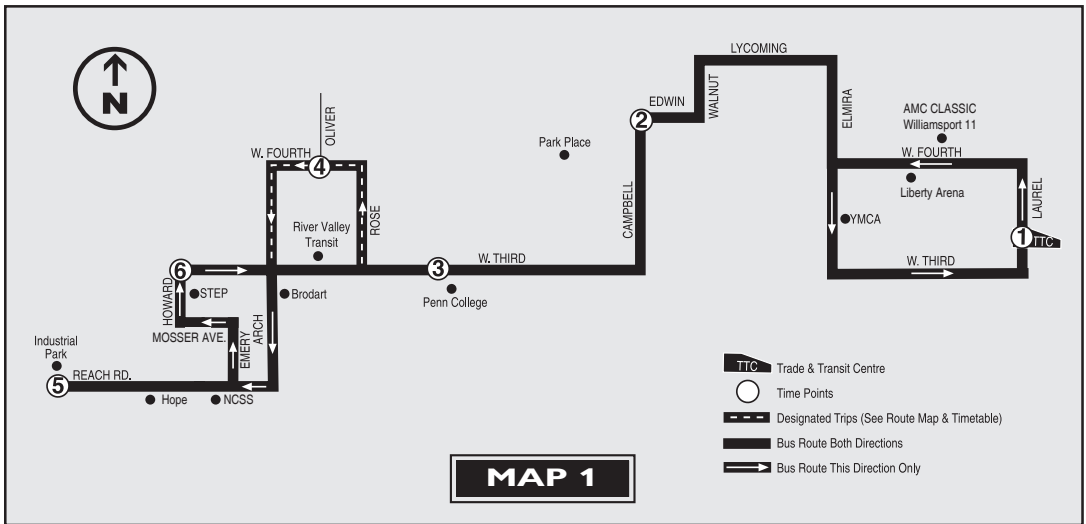 LYCOMING
N
EDWIN
WALNUT
ELMIRA
AMC CLASSIC
Williamsport 11
OLIVER
2
Park Place
W. FOURTH
4
W. FOURTH
Liberty Arena
LAUREL
CAMPBELL
River Valley
Transit
ROSE
YMCA
1
TTC
6
3
W. THIRD
W. THIRD
Penn College
HOWARD
STEP
Brodart
MOSSER AVE.
EMERY
ARCH
Industrial
Park
5
REACH RD.
Hope
NCSS
TTC Trade & Transit Centre
Time Points
Designated Trips (See Route Map & Timetable)
Bus Route Both Directions
Bus Route This Direction Only
MAP 1